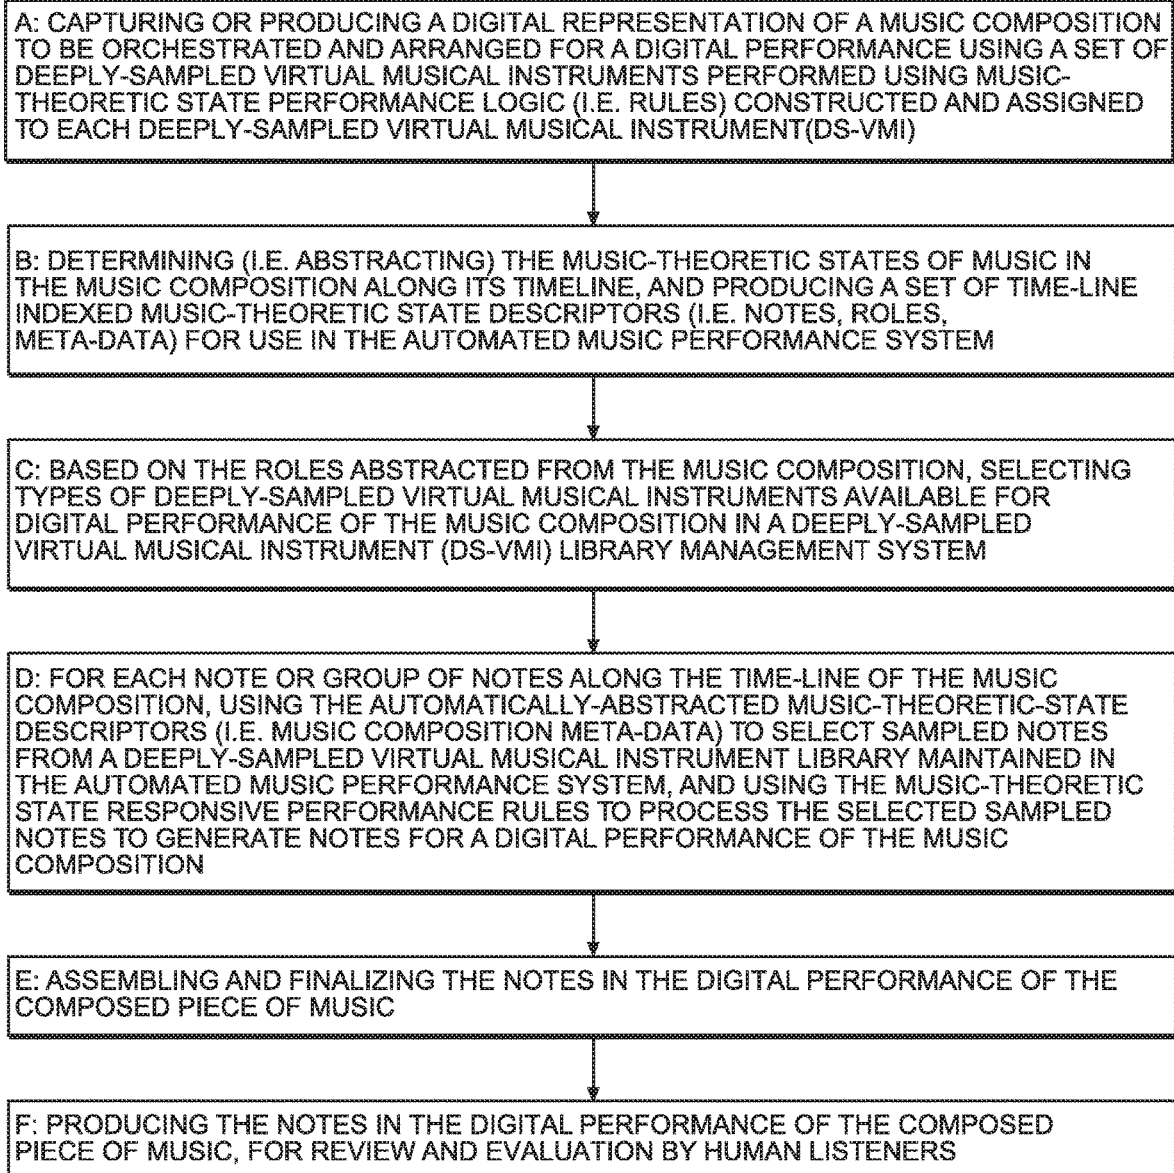 A: CAPTURING OR PRODUCING A DIGITAL REPRESENTATION OF A MUSIC COMPOSITION
TO BE ORCHESTRATED AND ARRANGED FOR A DIGITAL PERFORMANCE USING A SET OF
DEEPLY-SAMPLED VIRTUAL MUSICAL INSTRUMENTS PERFORMED USING MUSIC-
THEORETIC STATE PERFORMANCE LOGIC (I.E. RULES) CONSTRUCTED AND ASSIGNED
TO EACH DEEPLY-SAMPLED VIRTUAL MUSICAL INSTRUMENT(DS-VMI)
B: DETERMINING (I.E. ABSTRACTING) THE MUSIC-THEORETIC STATES OF MUSIC IN
THE MUSIC COMPOSITION ALONG ITS TIMELINE, AND PRODUCING A SET OF TIME-LINE
INDEXED MUSIC-THEORETIC STATE DESCRIPTORS (I.E. NOTES, ROLES,
META-DATA) FOR USE IN THE AUTOMATED MUSIC PERFORMANCE SYSTEM
C: BASED ON THE ROLES ABSTRACTED FROM THE MUSIC COMPOSITION, SELECTING
TYPES OF DEEPLY-SAMPLED VIRTUAL MUSICAL INSTRUMENTS AVAILABLE FOR
DIGITAL PERFORMANCE OF THE MUSIC COMPOSITION IN A DEEPLY-SAMPLED
VIRTUAL MUSICAL INSTRUMENT (DS-VMI) LIBRARY MANAGEMENT SYSTEM
D: FOR EACH NOTE OR GROUP OF NOTES ALONG THE TIME-LINE OF THE MUSIC
COMPOSITION, USING THE AUTOMATICALLY-ABSTRACTED MUSIC-THEORETIC-STATE
DESCRIPTORS (I.E. MUSIC COMPOSITION META-DATA) TO SELECT SAMPLED NOTES
FROM A DEEPLY-SAMPLED VIRTUAL MUSICAL INSTRUMENT LIBRARY MAINTAINED IN
THE AUTOMATED MUSIC PERFORMANCE SYSTEM, AND USING THE MUSIC-THEORETIC
STATE RESPONSIVE PERFORMANCE RULES TO PROCESS THE SELECTED SAMPLED
NOTES TO GENERATE NOTES FOR A DIGITAL PERFORMANCE OF THE MUSIC
COMPOSITION
E: ASSEMBLING AND FINALIZING THE NOTES IN THE DIGITAL PERFORMANCE OF THE
COMPOSED PIECE OF MUSIC
F: PRODUCING THE NOTES IN THE DIGITAL PERFORMANCE OF THE COMPOSED
PIECE OF MUSIC, FOR REVIEW AND EVALUATION BY HUMAN LISTENERS